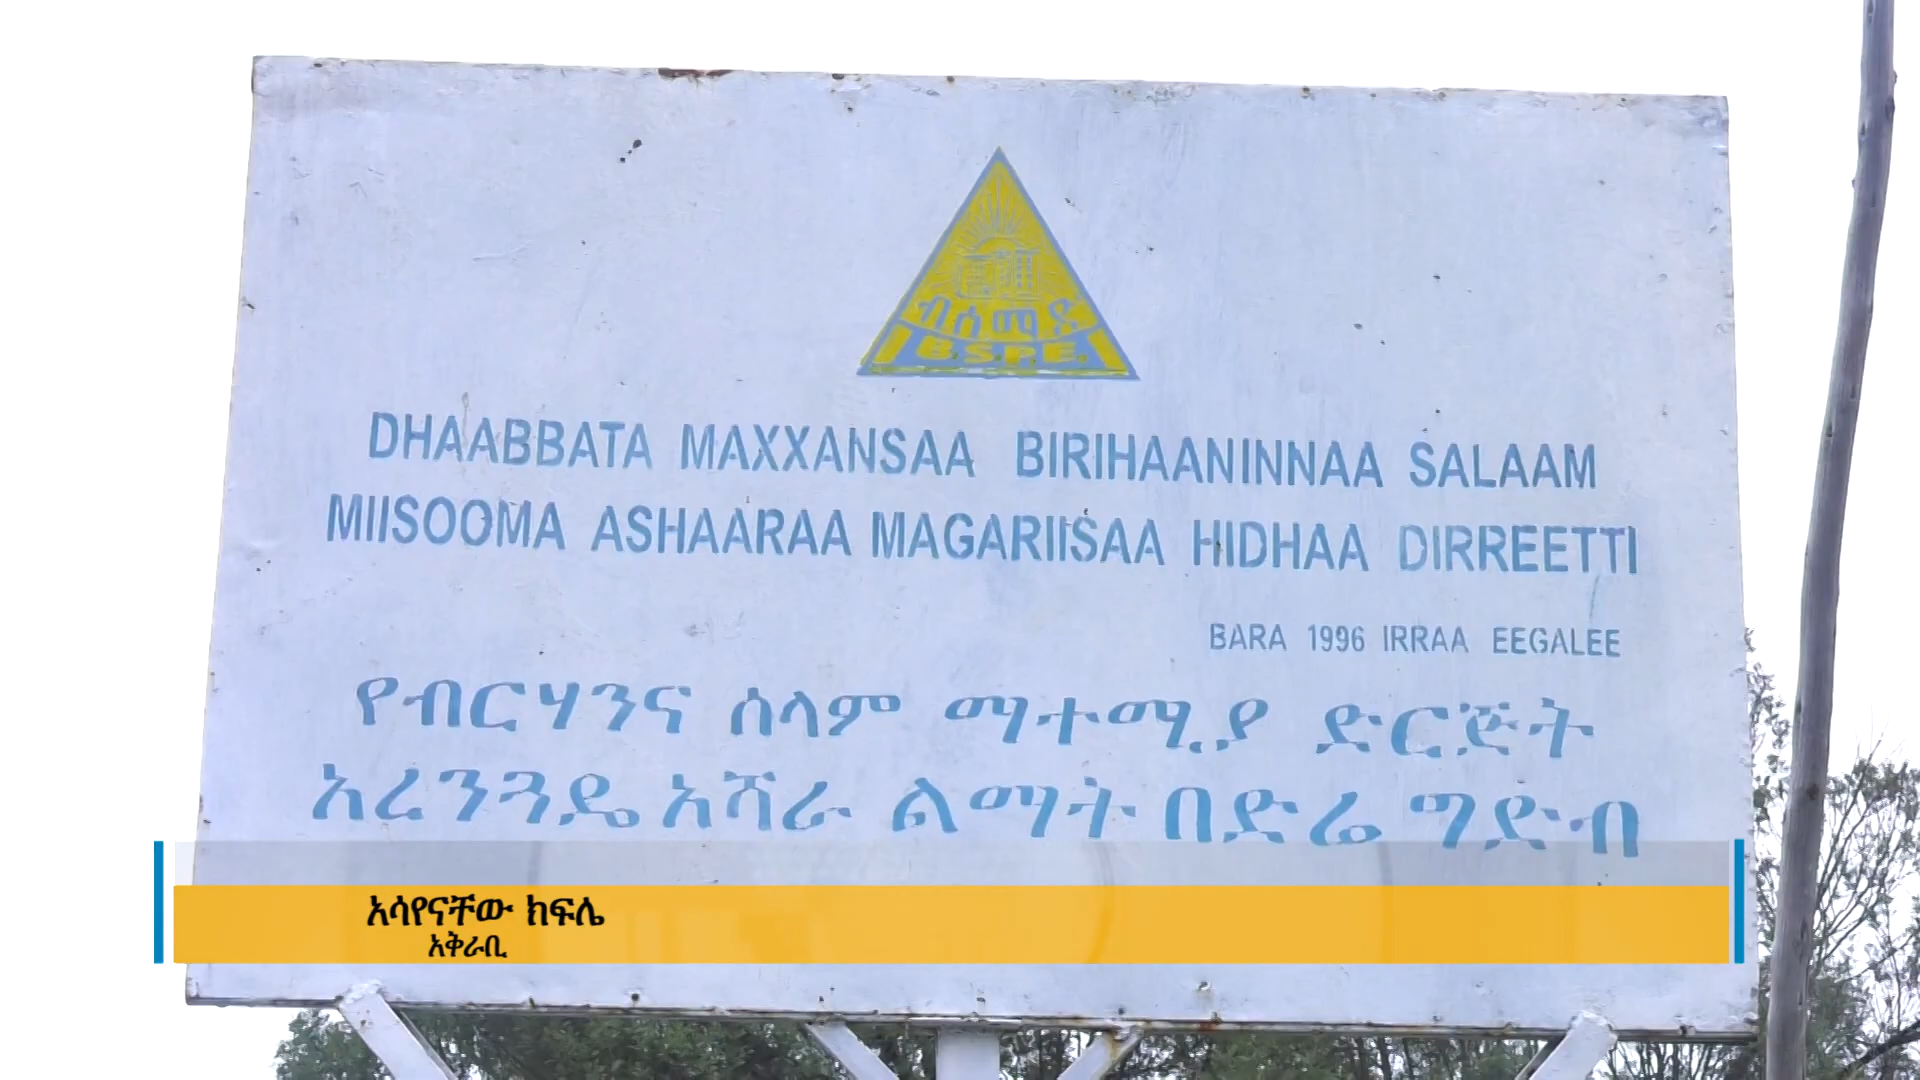 ብሰማድ
B.S.P.E.
DHAABBATA MAXXANSAA BIRIHAANINNAA SALAAM
MIISOOMA ASHAARAA MAGARIISAA HIDHAA DIRREETTI
BARA 1996 IRRAA EEGALEE
የብርሃንና ሰላም ማተሚያ ድርጅት
አረንጓዴ አሻራ ልማት በድሬ ግድብ
አሳየናቸው ክፍሌ
አቅራቢ